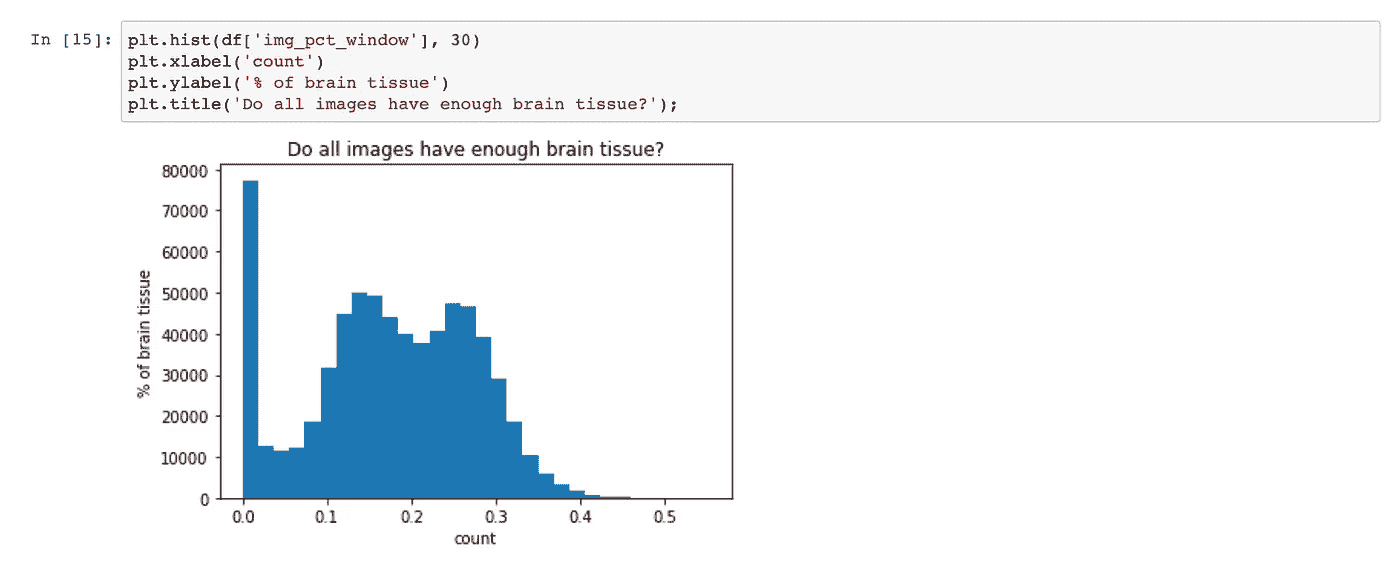 In [15]: plt.hist(df['img_pct_window'], 30)
plt.xlabel('count')
plt.ylabel('% of brain tissue')
plt.title('Do all images have enough brain tissue?');
Do all images have enough brain tissue?
80000
70000
60000
50000
40000
30000
20000
10000
0
% of brain tissue
0.0 0.1 0.2 0.3 0.4 0.5
count